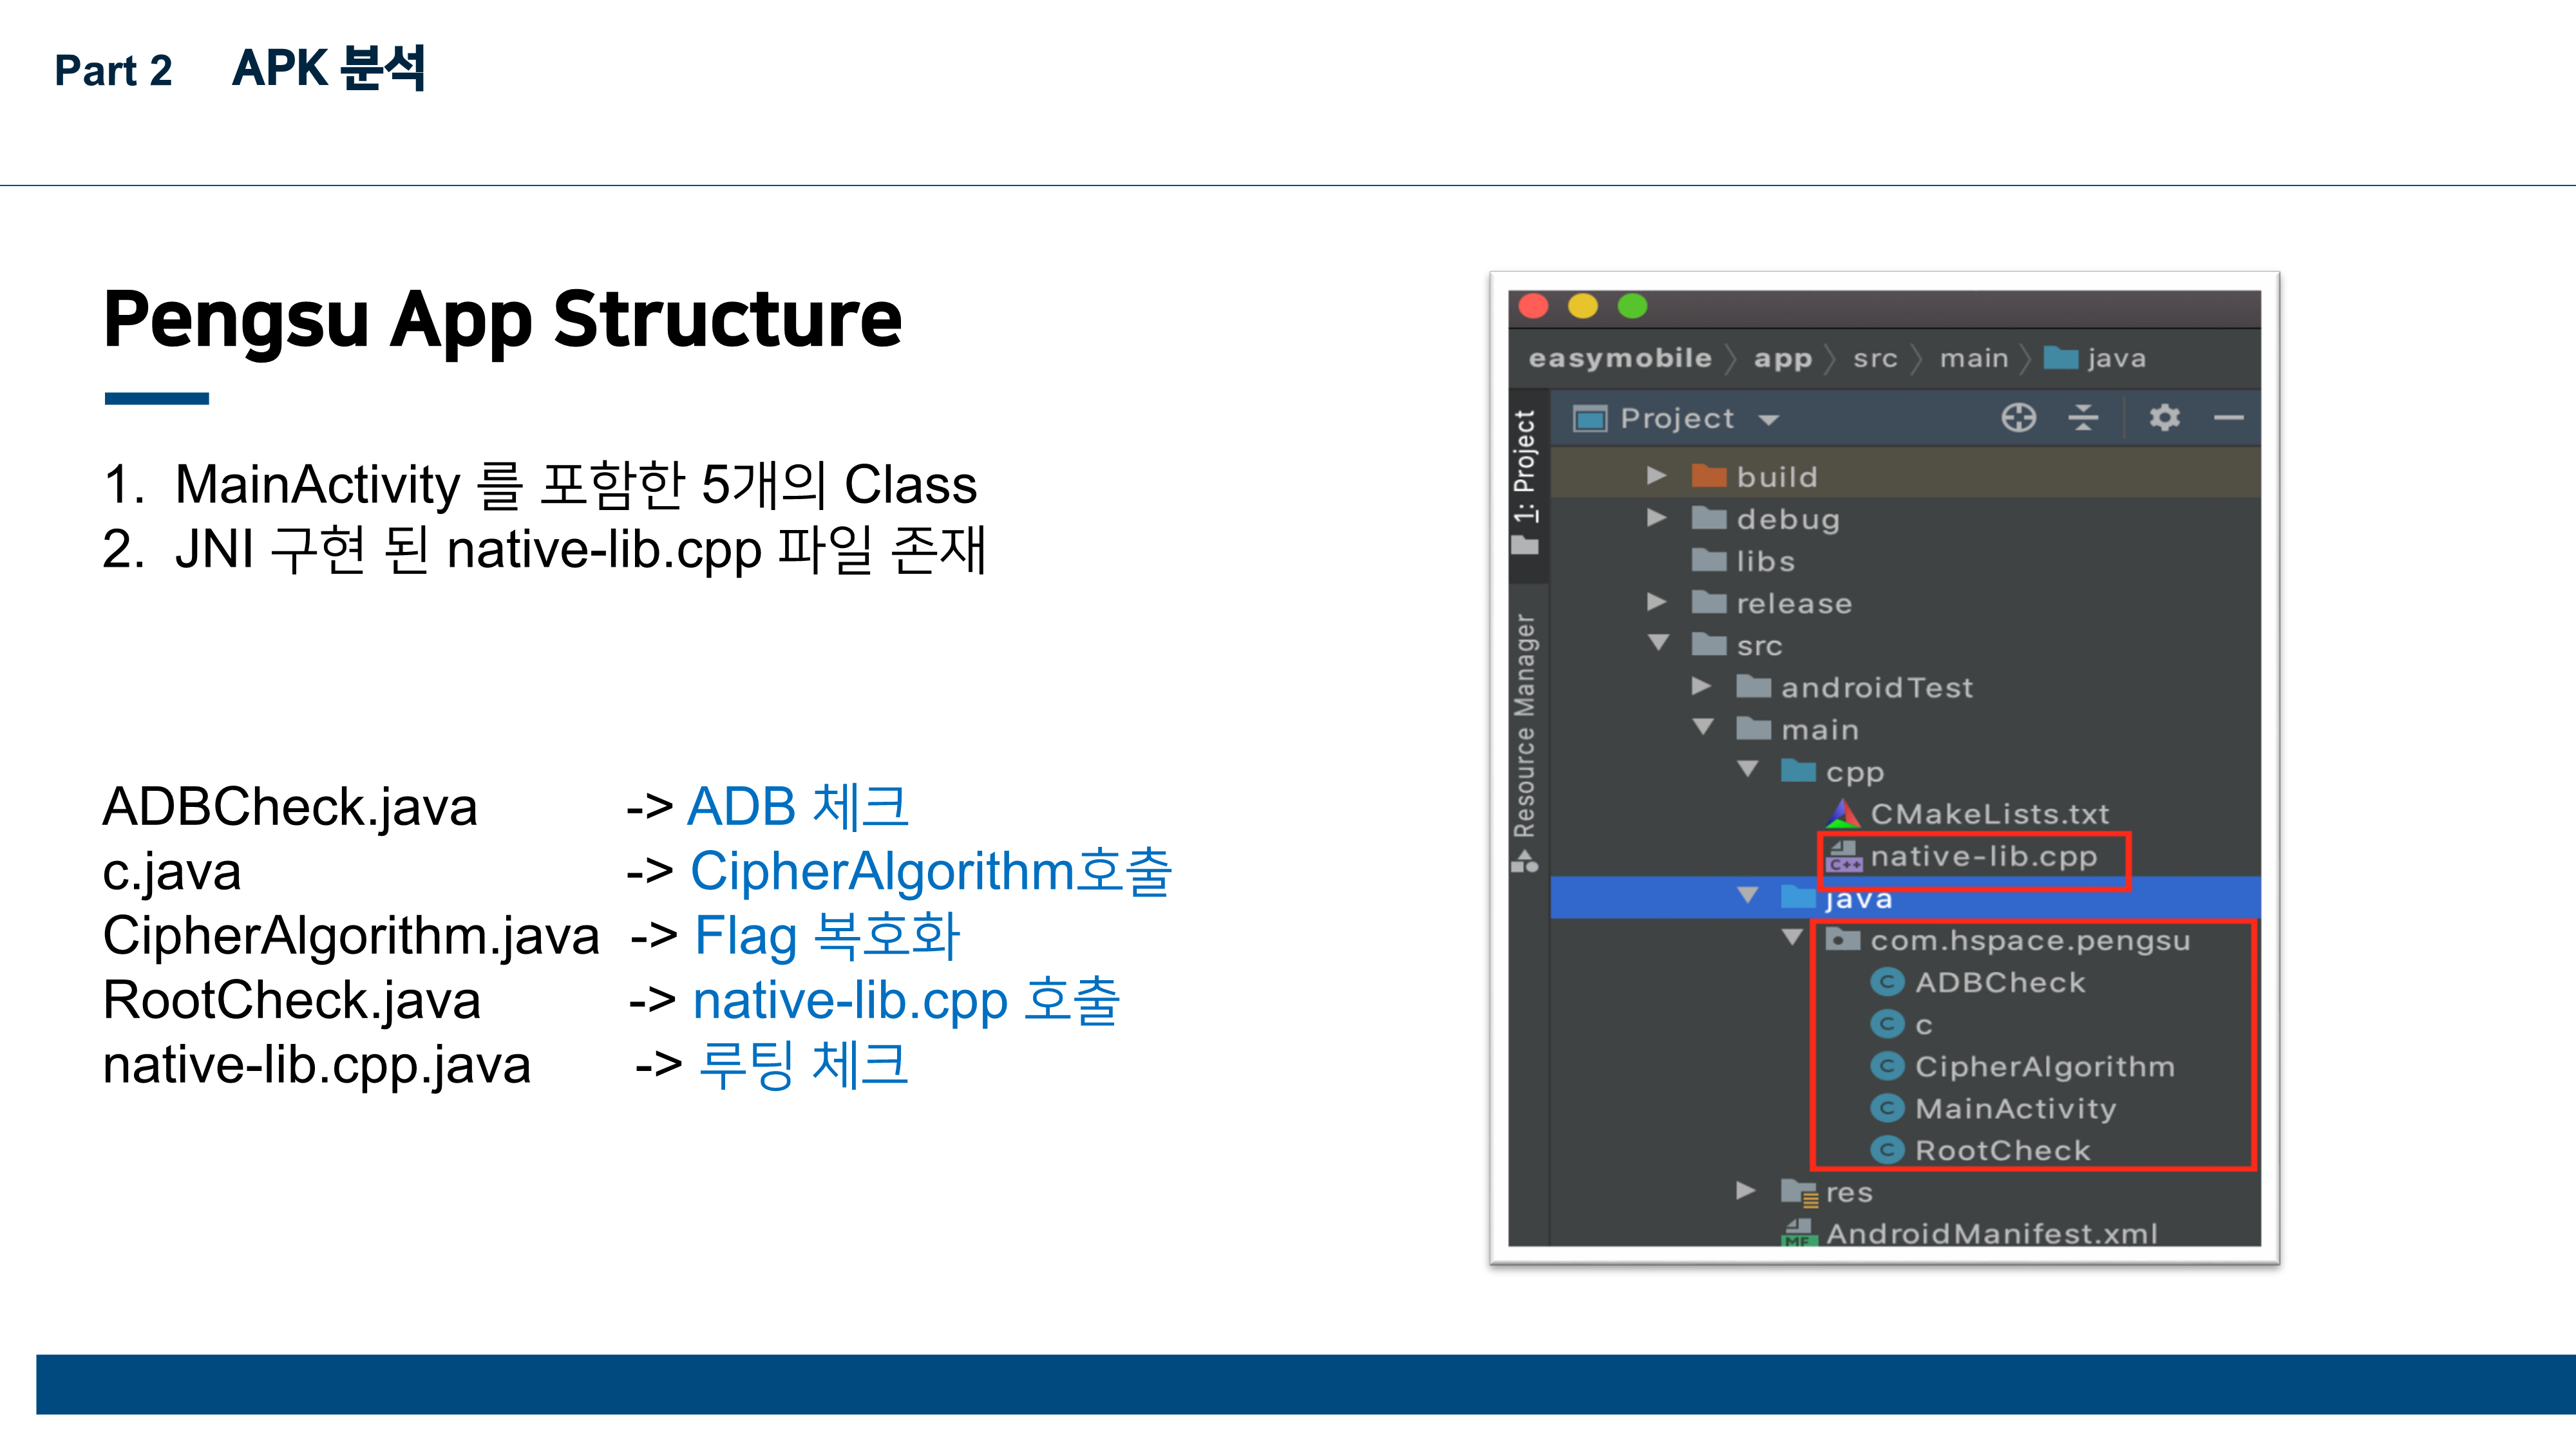 Part 2 APK 분석
Pengsu App Structure
1. MainActivity 를 포함한 5개의 Class
2. JNI 구현 된 native-lib.cpp 파일 존재
ADBCheck.java -> ADB 체크
c.java -> CipherAlgorithm호출
CipherAlgorithm.java -> Flag 복호화
RootCheck.java -> native-lib.cpp 호출
native-lib.cpp.java -> 루팅 체크
easymobile 〉 app 〉 src 〉 main 〉 java
1: Project
Resource Manager
Project
build
debug
libs
release
src
androidTest
main
cpp
CMakeLists.txt
C++ native-lib.cpp
java
com.hspace.pengsu
C ADBCheck
C c
C CipherAlgorithm
C MainActivity
C RootCheck
res
MF AndroidManifest.xml